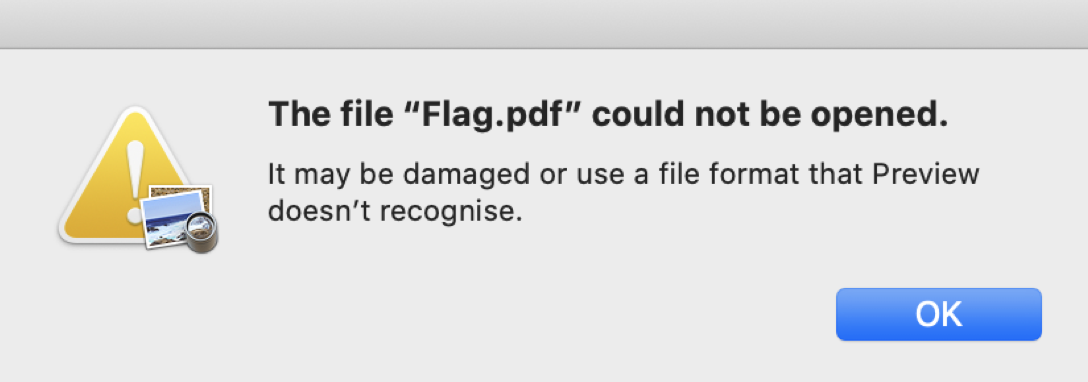 The file “Flag.pdf” could not be opened.
It may be damaged or use a file format that Preview
doesn’t recognise.
OK